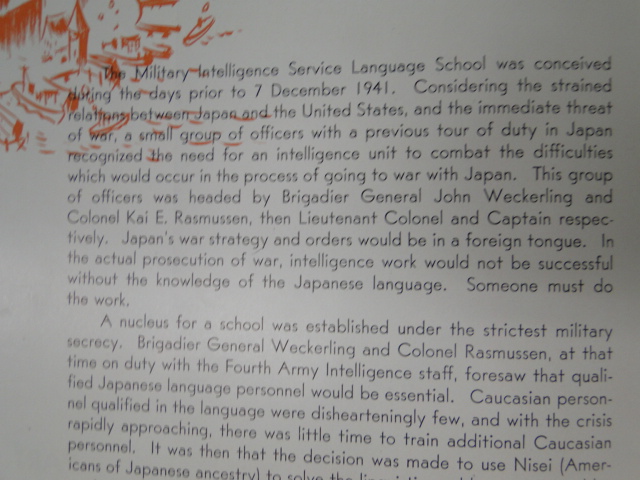 The Military Intelligence Service Language School was conceived
during the days prior to 7 December 1941. Considering the strained
relations between Japan and the United States, and the immediate threat
of war, a small group of officers with a previous tour of duty in Japan
recognized the need for an intelligence unit to combat the difficulties
which would occur in the process of going to war with Japan. This group
of officers was headed by Brigadier General John Weckerling and
Colonel Kai E. Rasmussen, then Lieutenant Colonel and Captain respec-
tively. Japan's war strategy and orders would be in a foreign tongue. In
the actual prosecution of war, intelligence work would not be successful
without the knowledge of the Japanese language. Someone must do
the work.
A nucleus for a school was established under the strictest military
secrecy. Brigadier General Weckerling and Colonel Rasmussen, at that
time on duty with the Fourth Army Intelligence staff, foresaw that quali-
fied Japanese language personnel would be essential. Caucasian person-
nel qualified in the language were dishearteningly few, and with the crisis
rapidly approaching, there was little time to train additional Caucasian
personnel. It was then that the decision was made to use Nisei (Amer-
icans of Japanese ancestry) to solve the